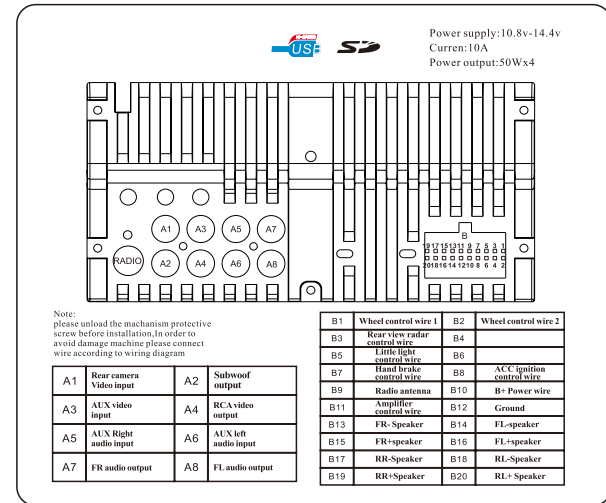 USB
SD
Power supply:10.8v-14.4v
Curren:10A
Power output:50Wx4
A1 A3 A5 A7
RADIO A2 A4 A6 A8
B
19 17 15 13 11 9 7 5 3 1
20 18 16 14 12 10 8 6 4 2
Note:
please unload the machanism protective
screw before installation,In order to
avoid damage machine please connect
wire according to wiring diagram
A1 Rear camera Video input A2 Subwoof output
A3 AUX video input A4 RCA video output
A5 AUX Right audio input A6 AUX left audio input
A7 FR audio output A8 FL audio output
B1 Wheel control wire 1 B2 Wheel control wire 2
B3 Rear view radar control wire B4
B5 Little light control wire B6
B7 Hand brake control wire B8 ACC ignition control wire
B9 Radio antenna B10 B+ Power wire
B11 Amplifier control wire B12 Ground
B13 FR- Speaker B14 FL-speaker
B15 FR+speaker B16 FL+speaker
B17 RR-Speaker B18 RL-Speaker
B19 RR+Speaker B20 RL+ Speaker